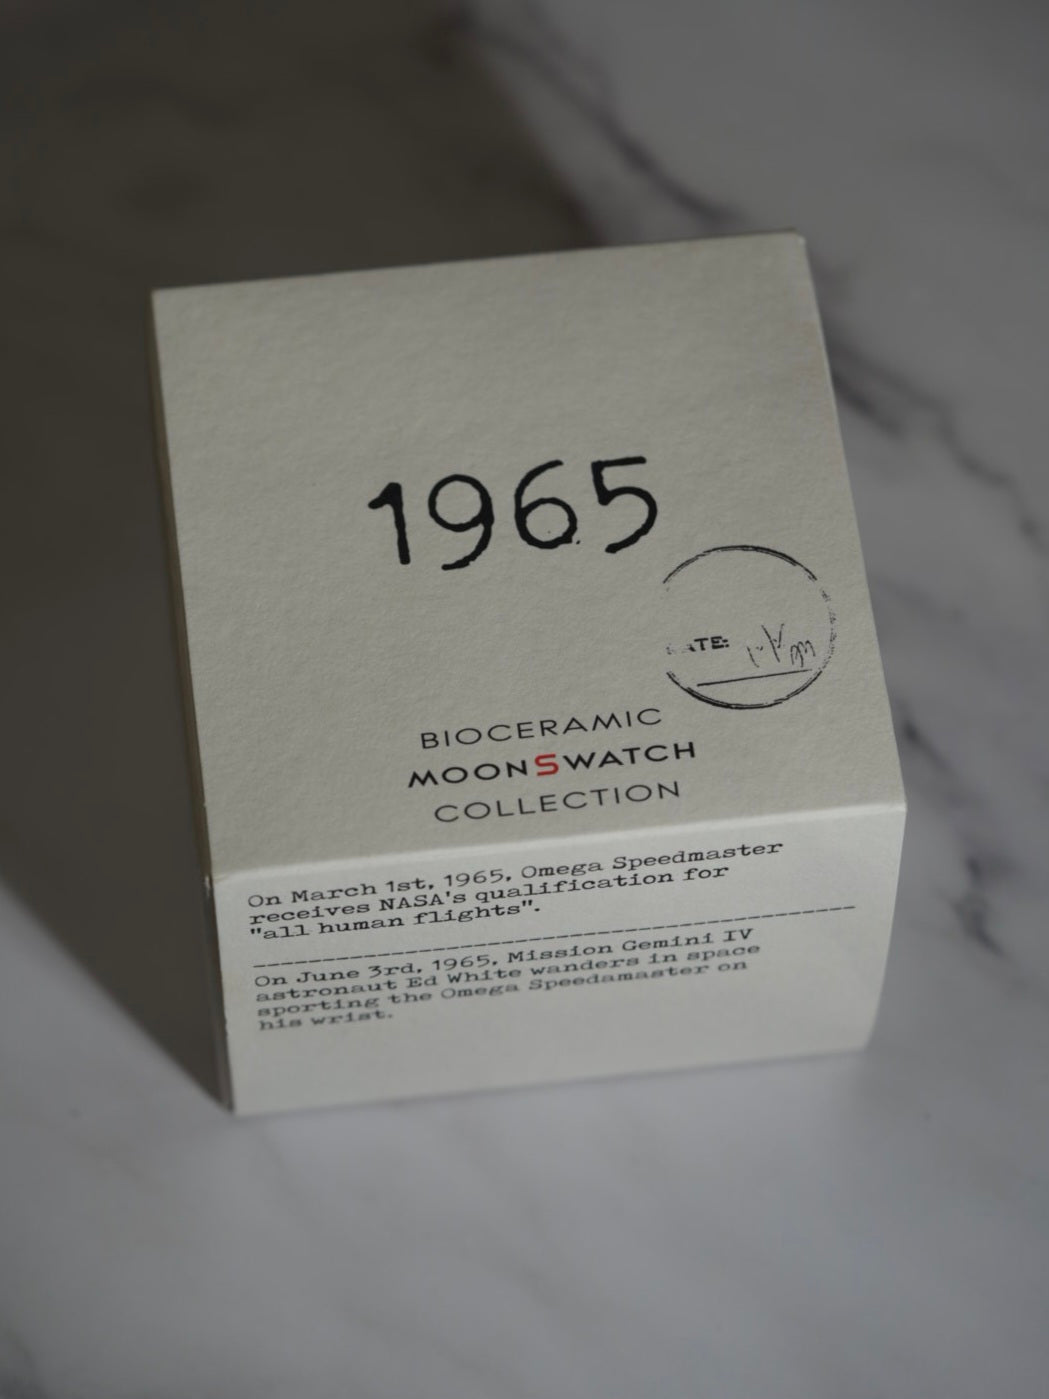 1965
ATE:
BIOCERAMIC
MOONSWATCH
COLLECTION
On March 1st, 1965, Omega Speedmaster
receives NASA's qualification for
"all human flights".
On June 3rd, 1965, Mission Gemini IV
astronaut Ed White wanders in space
sporting the Omega Speedamaster on
his wrist.